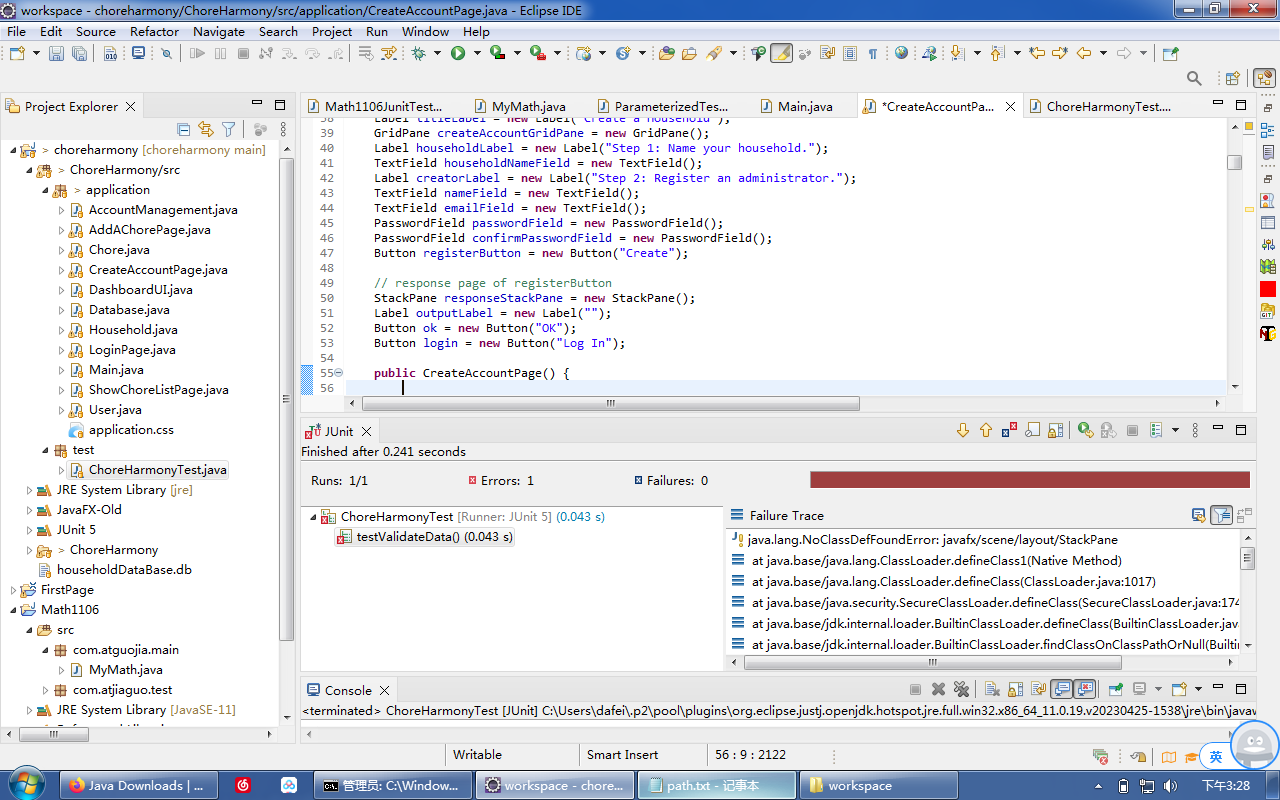 workspace - choreharmony/ChoreHarmony/src/application/CreateAccountPage.java - Eclipse IDE
File Edit Source Refactor Navigate Search Project Run Window Help
Project Explorer
> choreharmony [choreharmony main]
> ChoreHarmony/src
> application
AccountManagement.java
AddAChorePage.java
Chore.java
CreateAccountPage.java
DashboardUI.java
Database.java
Household.java
LoginPage.java
Main.java
ShowChoreListPage.java
User.java
application.css
test
ChoreHarmonyTest.java
JRE System Library [jre]
JavaFX-Old
JUnit 5
> ChoreHarmony
householdDataBase.db
FirstPage
Math1106
src
com.atguojia.main
MyMath.java
com.atjiaguo.test
JRE System Library [JavaSE-11]
Math1106JunitTest...
MyMath.java
ParameterizedTes...
Main.java
*CreateAccountPa...
ChoreHarmonyTest....
38 Label titleLabel = new Label("Create a household");
39 GridPane createAccountGridPane = new GridPane();
40 Label householdLabel = new Label("Step 1: Name your household.");
41 TextField householdNameField = new TextField();
42 Label creatorLabel = new Label("Step 2: Register an administrator.");
43 TextField nameField = new TextField();
44 TextField emailField = new TextField();
45 PasswordField passwordField = new PasswordField();
46 PasswordField confirmPasswordField = new PasswordField();
47 Button registerButton = new Button("Create");
48
49 // response page of registerButton
50 StackPane responseStackPane = new StackPane();
51 Label outputLabel = new Label("");
52 Button ok = new Button("OK");
53 Button login = new Button("Log In");
54
55 public CreateAccountPage() {
56
JUnit
Finished after 0.241 seconds
Runs: 1/1 Errors: 1 Failures: 0
ChoreHarmonyTest [Runner: JUnit 5] (0.043 s)
testValidateData() (0.043 s)
Failure Trace
java.lang.NoClassDefFoundError: javafx/scene/layout/StackPane
at java.base/java.lang.ClassLoader.defineClass1(Native Method)
at java.base/java.lang.ClassLoader.defineClass(ClassLoader.java:1017)
at java.base/java.security.SecureClassLoader.defineClass(SecureClassLoader.java:174
at java.base/jdk.internal.loader.BuiltinClassLoader.defineClass(BuiltinClassLoader.jav
at java.base/jdk.internal.loader.BuiltinClassLoader.findClassOnClassPathOrNull(Builtin
Console
<terminated> ChoreHarmonyTest [JUnit] C:\Users\dafei\.p2\pool\plugins\org.eclipse.justj.openjdk.hotspot.jre.full.win32.x86_64_11.0.19.v20230425-1538\jre\bin\javaw
Writable Smart Insert 56 : 9 : 2122
英
Java Downloads | ...
管理员: C:\Window...
workspace - chore...
path.txt - 记事本
workspace
下午3:28